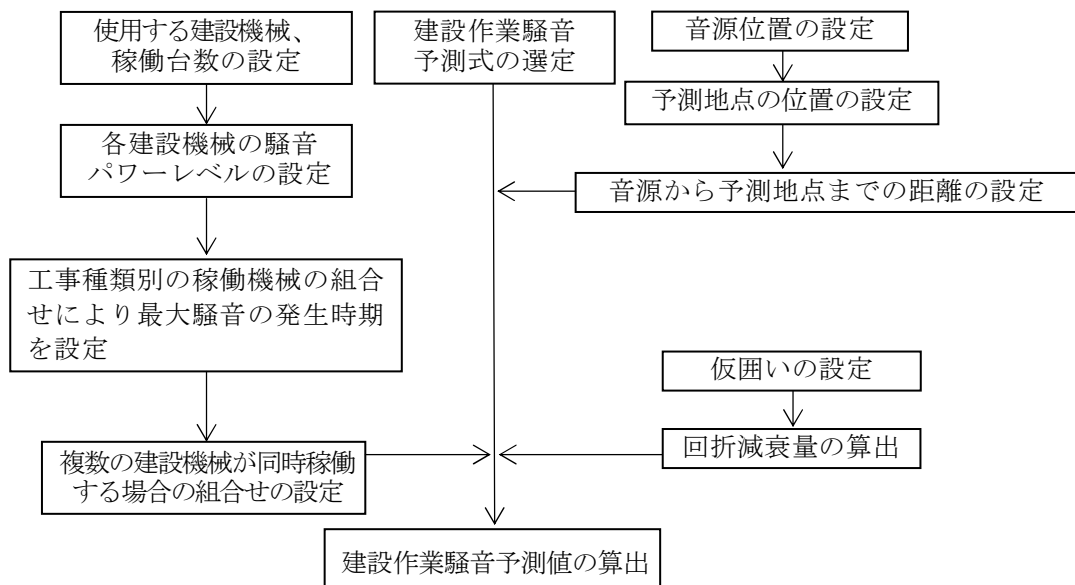 使用する建設機械、
稼働台数の設定
建設作業騒音
予測式の選定
音源位置の設定
予測地点の位置の設定
各建設機械の騒音
パワーレベルの設定
音源から予測地点までの距離の設定
工事種類別の稼働機械の組合
せにより最大騒音の発生時期
を設定
仮囲いの設定
回折減衰量の算出
複数の建設機械が同時稼働
する場合の組合せの設定
建設作業騒音予測値の算出